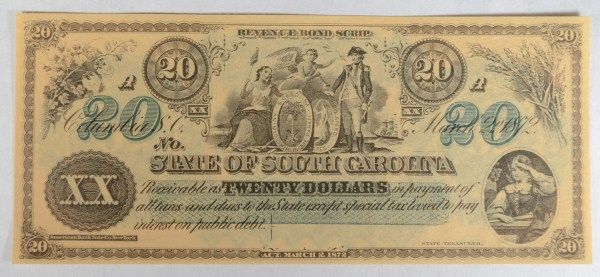 REVENUE BOND SCRIP.
20 20
A A
XX XX
20 20
Columbia S.C. March 2 1872
No.
STATE OF SOUTH CAROLINA
XX
Receivable as TWENTY DOLLARS in payment of
all taxes and dues to the State except special tax levied to pay
interest on public debt.
American Bank Note Co. New York.
STATE TREASURER.
20 ACT, MARCH 2, 1872 20